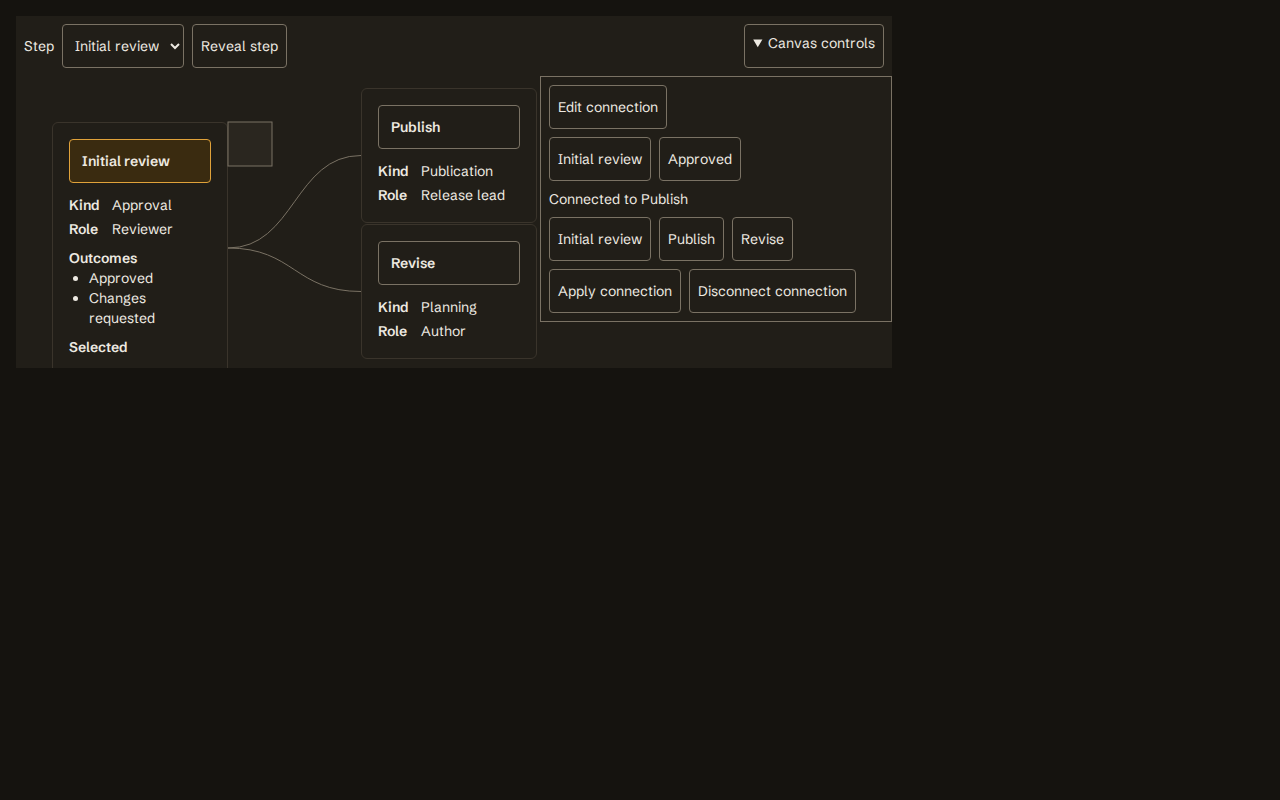 Step Initial review Reveal step Canvas controls
Initial review
Kind Approval
Role Reviewer
Outcomes
Approved
Changes
requested
Selected
Publish
Kind Publication
Role Release lead
Revise
Kind Planning
Role Author
Edit connection
Initial review Approved
Connected to Publish
Initial review Publish Revise
Apply connection Disconnect connection